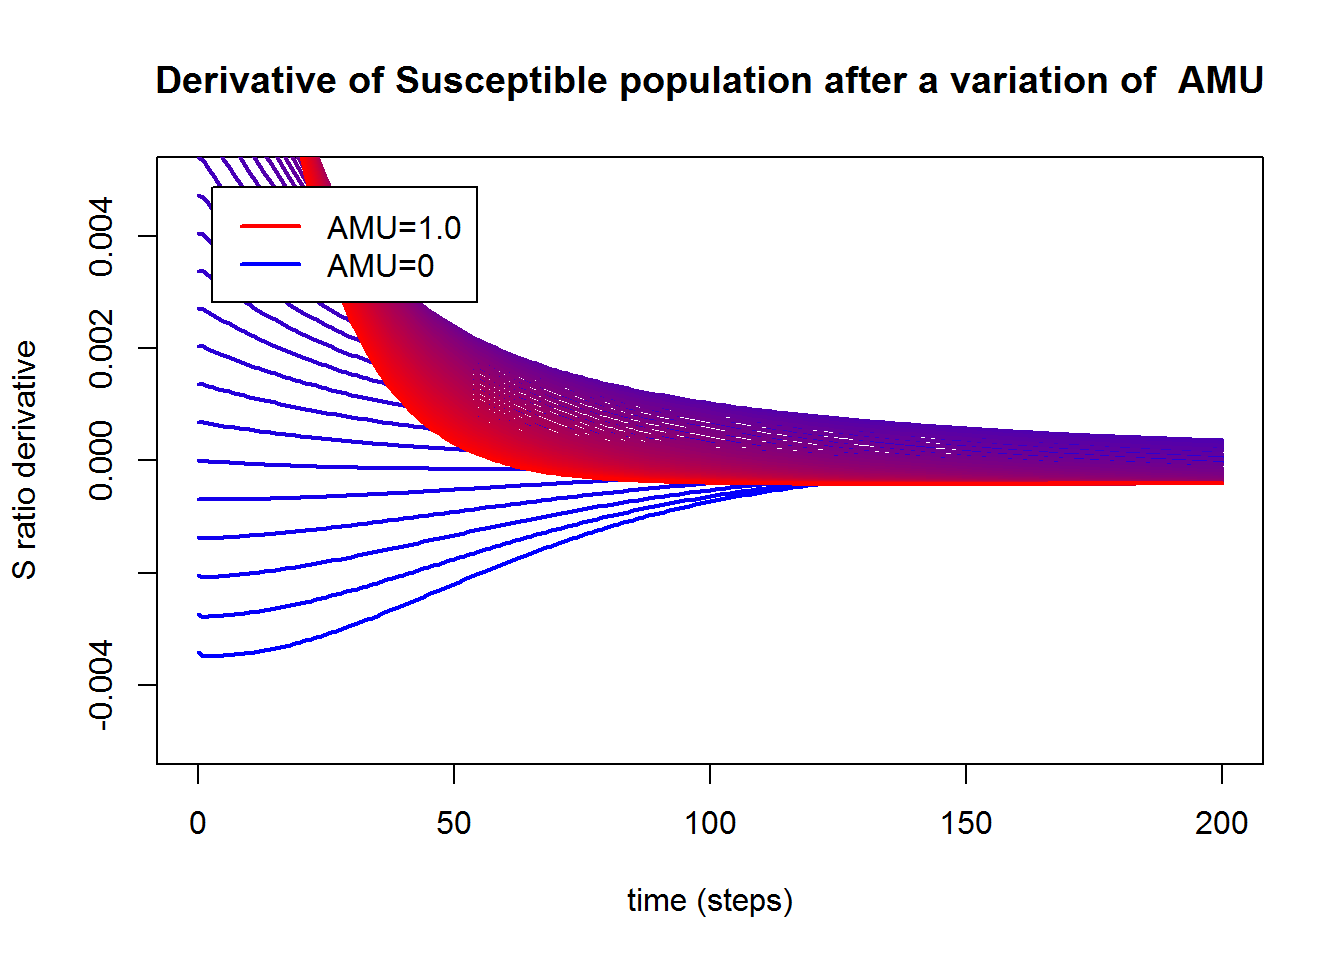 Derivative of Susceptible population after a variation of  AMU
S ratio derivative
0.004
0.002
0.000
-0.004
AMU=1.0
AMU=0
0 50 100 150 200
time (steps)